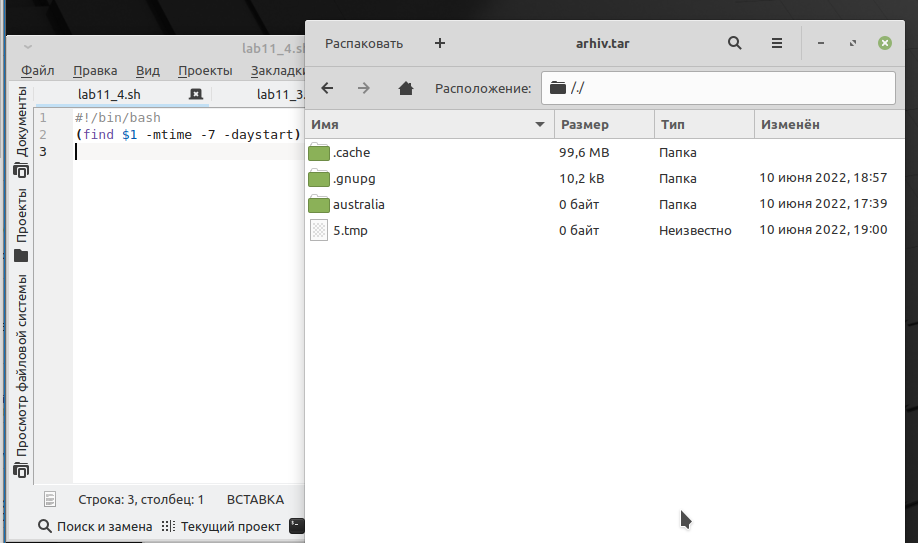 lab11_4.sh
Файл Правка Вид Проекты Закладки
lab11_4.sh lab11_3.
1 #!/bin/bash
2 (find $1 -mtime -7 -daystart)
3
Документы
Проекты
Просмотр файловой системы
Строка: 3, столбец: 1 ВСТАВКА
Поиск и замена Текущий проект
Распаковать + arhiv.tar
Расположение: /./
Имя Размер Тип Изменён
.cache 99,6 MB Папка
.gnupg 10,2 kB Папка 10 июня 2022, 18:57
australia 0 байт Папка 10 июня 2022, 17:39
5.tmp 0 байт Неизвестно 10 июня 2022, 19:00